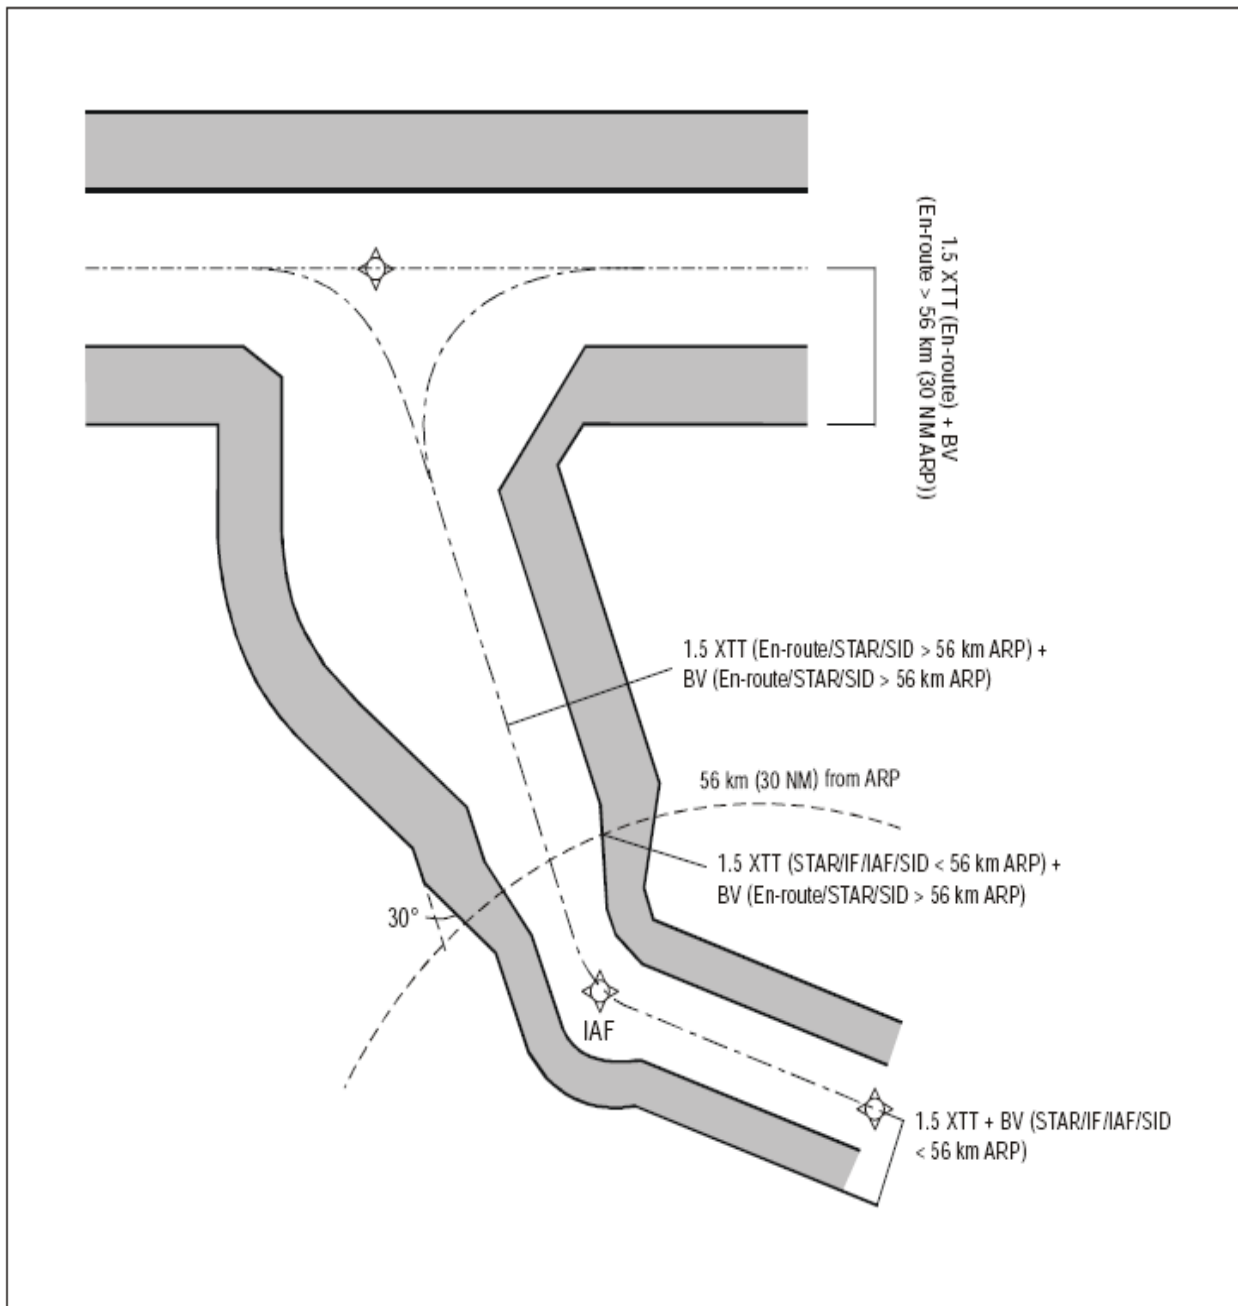 1.5 XTT (En-route) + BV
(En-route > 56 km (30 NM ARP))
1.5 XTT (En-route/STAR/SID > 56 km ARP) +
BV (En-route/STAR/SID > 56 km ARP)
56 km (30 NM) from ARP
1.5 XTT (STAR/IF/IAF/SID < 56 km ARP) +
BV (En-route/STAR/SID > 56 km ARP)
30°
IAF
1.5 XTT + BV (STAR/IF/IAF/SID
< 56 km ARP)